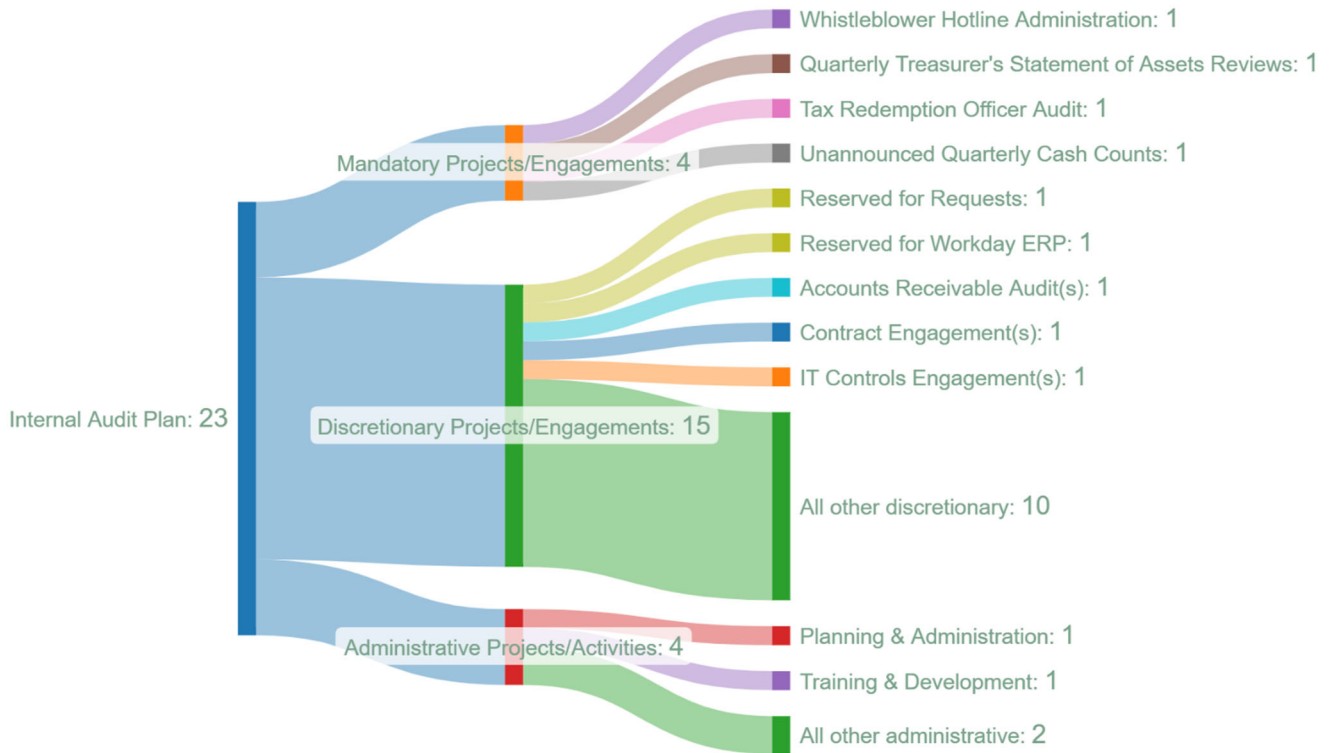 Internal Audit Plan: 23
Mandatory Projects/Engagements: 4
Discretionary Projects/Engagements: 15
Administrative Projects/Activities: 4
Whistleblower Hotline Administration: 1
Quarterly Treasurer's Statement of Assets Reviews: 1
Tax Redemption Officer Audit: 1
Unannounced Quarterly Cash Counts: 1
Reserved for Requests: 1
Reserved for Workday ERP: 1
Accounts Receivable Audit(s): 1
Contract Engagement(s): 1
IT Controls Engagement(s): 1
All other discretionary: 10
Planning & Administration: 1
Training & Development: 1
All other administrative: 2